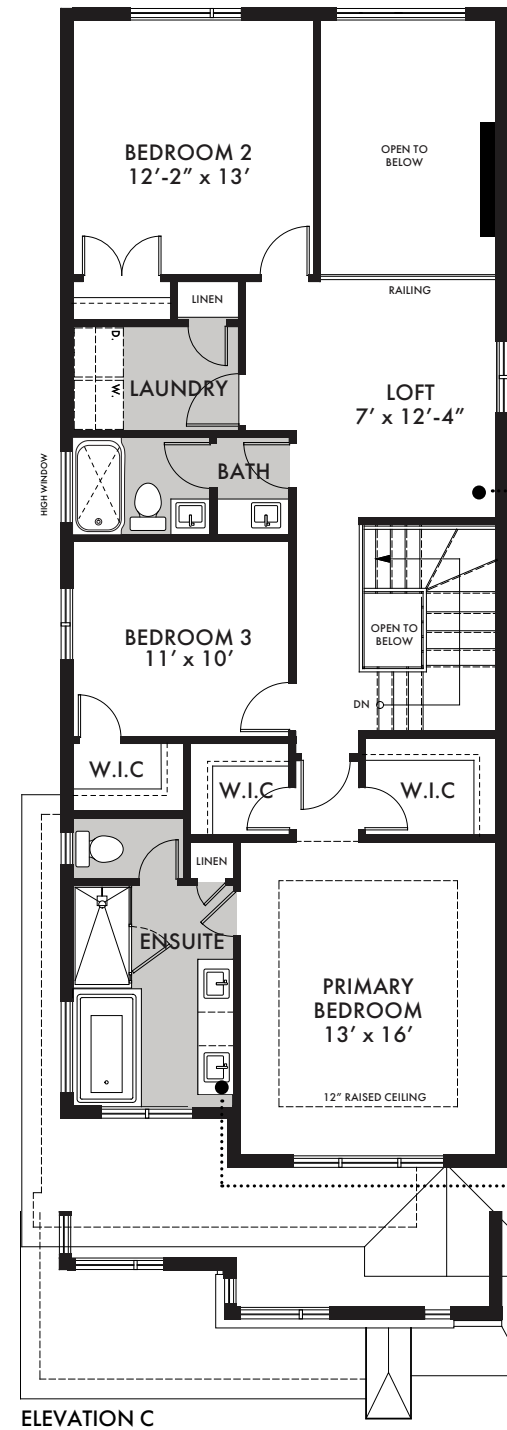 BEDROOM 2
12'-2" x 13'
OPEN TO
BELOW
LINEN
RAILING
D.
W.
LAUNDRY
LOFT
7' x 12'-4"
BATH
HIGH WINDOW
BEDROOM 3
11' x 10'
OPEN TO
BELOW
DN
W.I.C
W.I.C
W.I.C
LINEN
ENSUITE
PRIMARY
BEDROOM
13' x 16'
12" RAISED CEILING
ELEVATION C